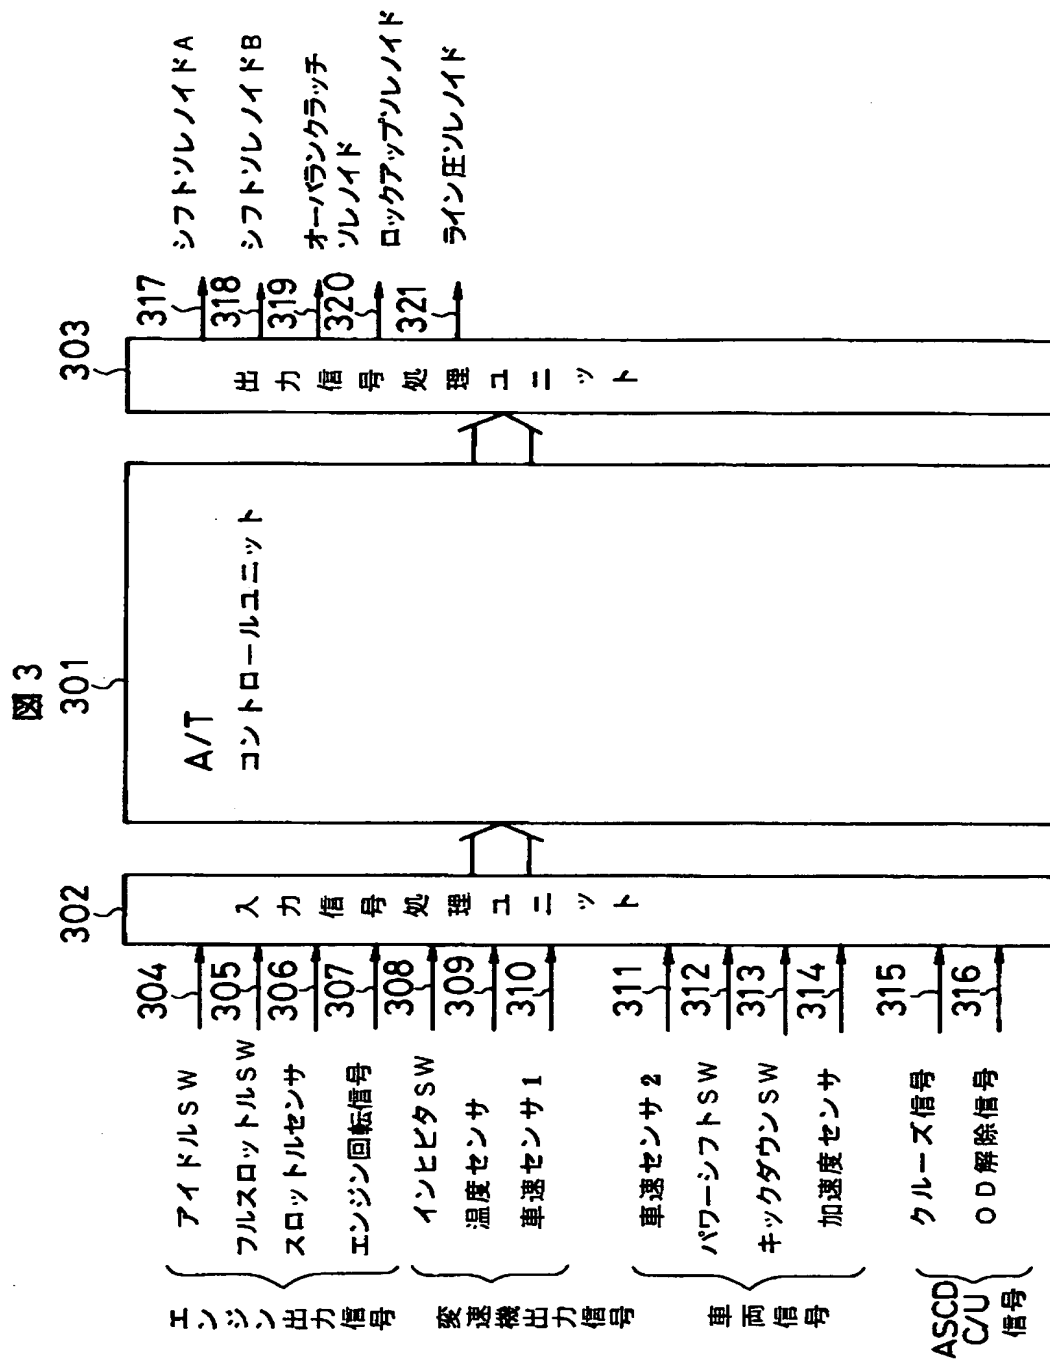 図3
301
302
303
A/T
コントロールユニット
入力信号処理ユニット
出力信号処理ユニット
エンジン出力信号
アイドルSW
304
フルスロットルSW
305
スロットルセンサ
306
エンジン回転信号
307
変速機出力信号
インヒビタSW
308
温度センサ
309
車速センサ1
310
車両信号
車速センサ2
311
パワーシフトSW
312
キックダウンSW
313
加速度センサ
314
ASCD
C/U
信号
クルーズ信号
315
OD解除信号
316
317
シフトソレノイドA
318
シフトソレノイドB
319
オーバランクラッチ
ソレノイド
320
ロックアップソレノイド
321
ライン圧ソレノイド